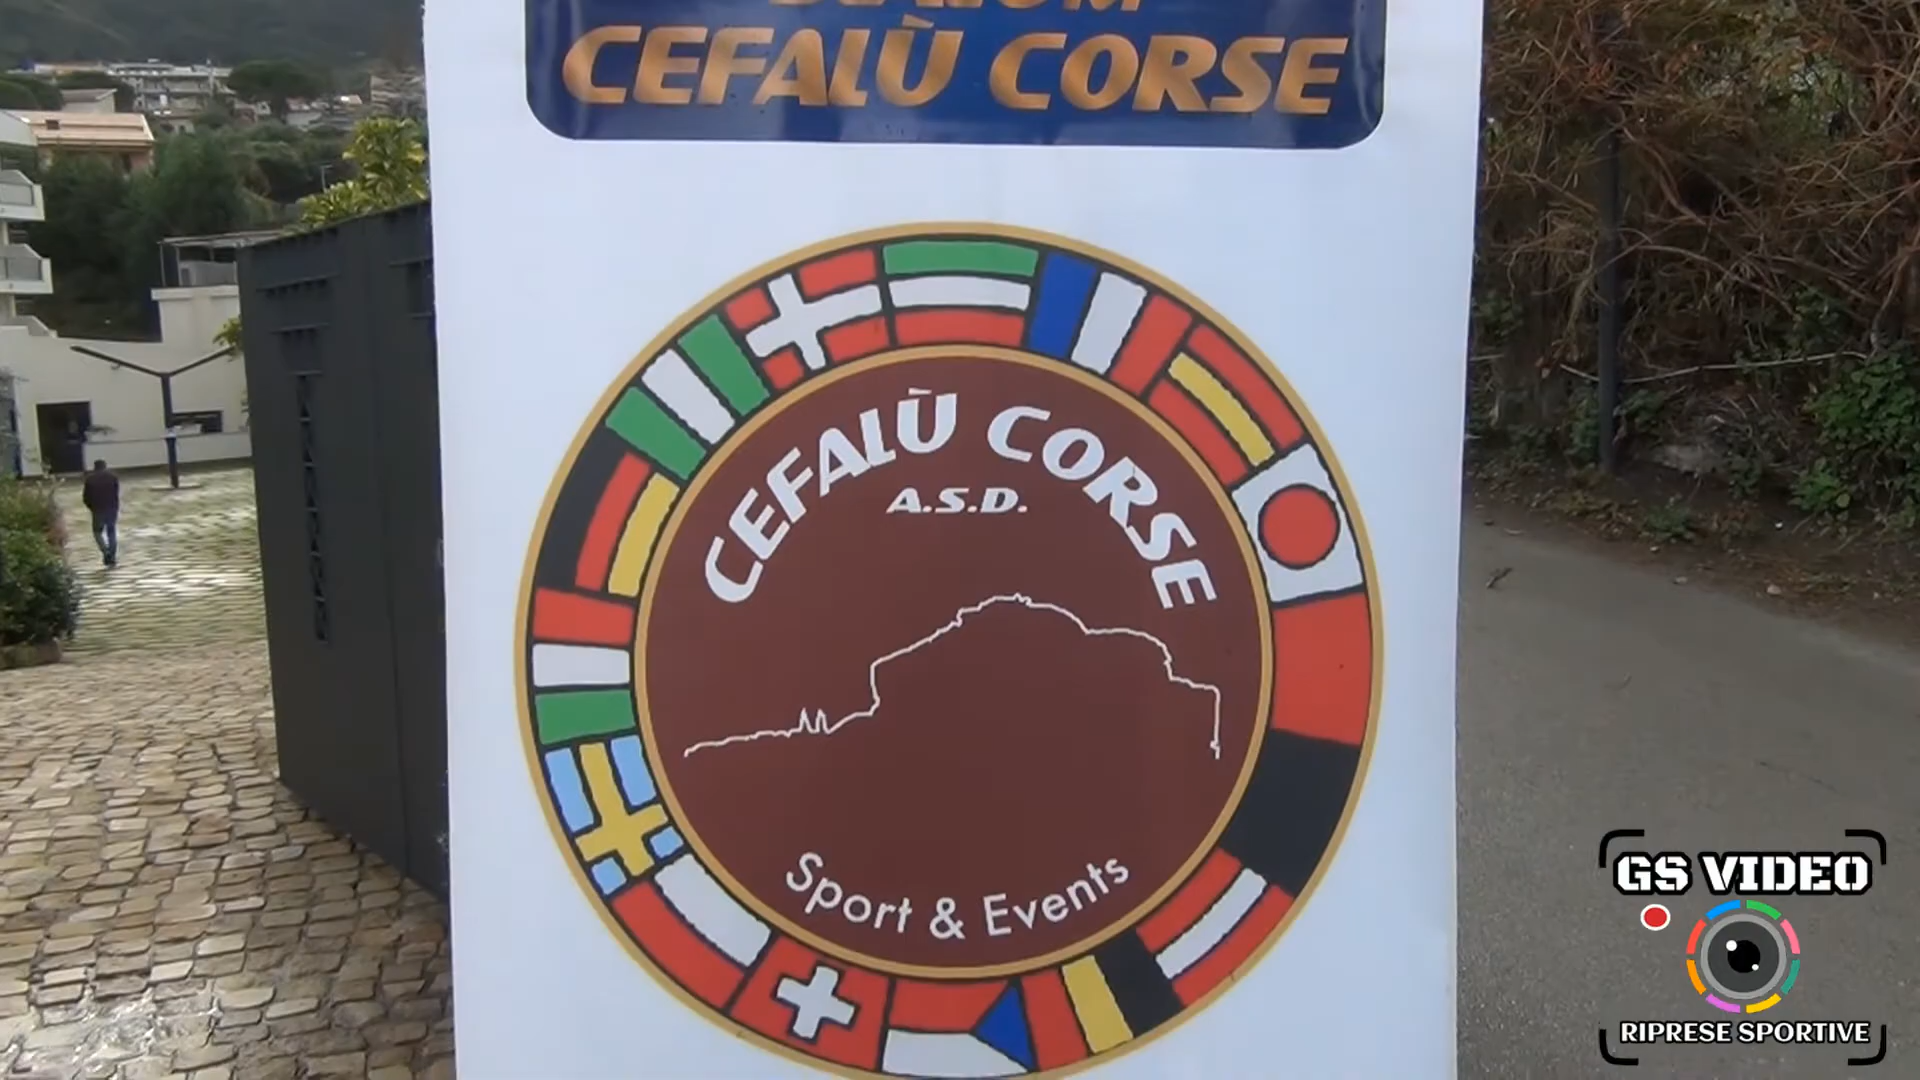 CEFALÙ CORSE
CEFALÙ CORSE
A.S.D.
Sport & Events
GS VIDEO
RIPRESE SPORTIVE